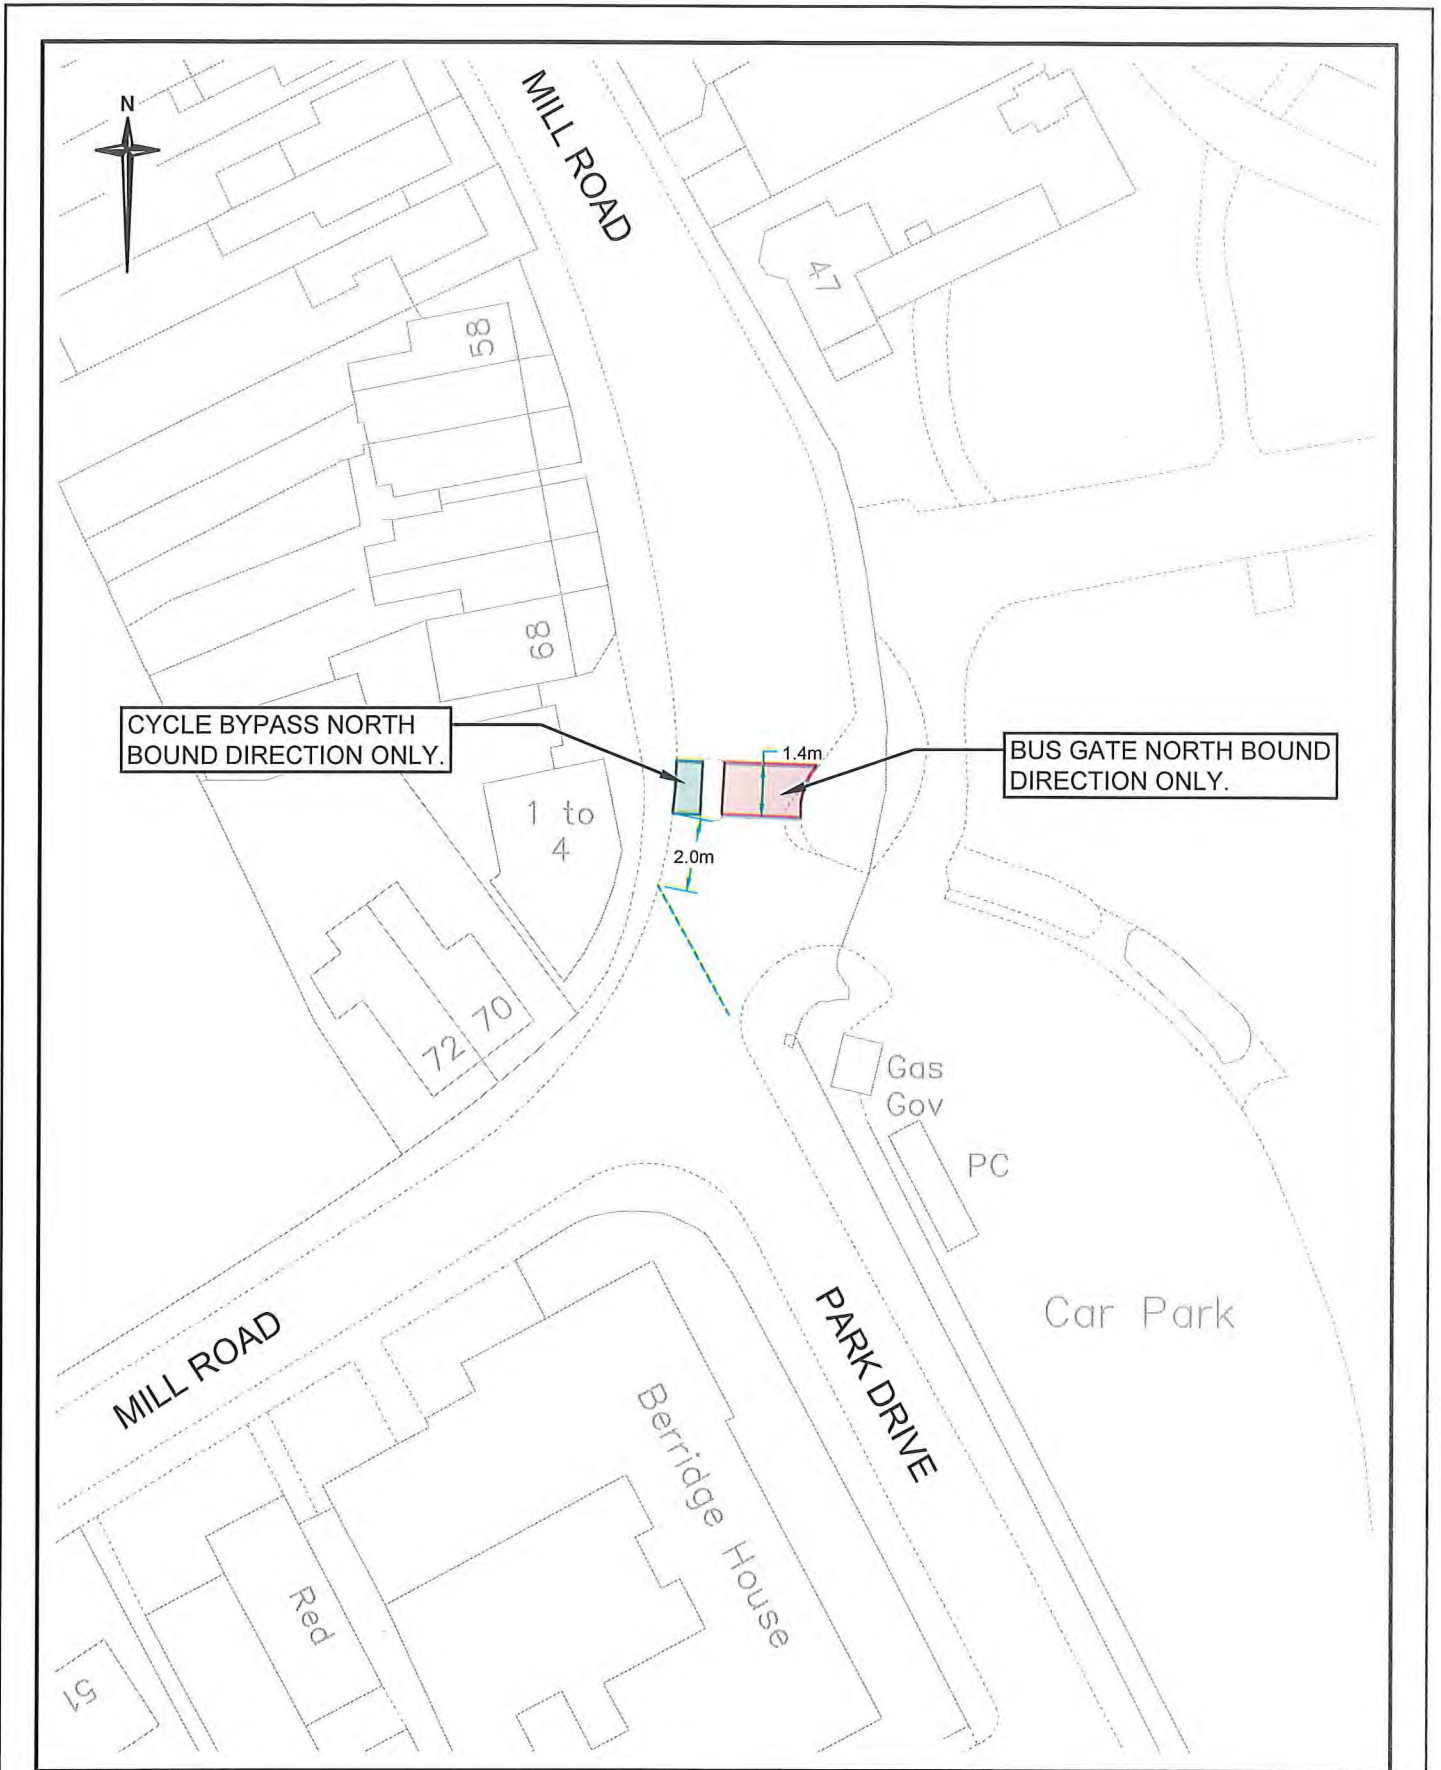 N
MILL ROAD
47
58
68
CYCLE BYPASS NORTH
BOUND DIRECTION ONLY.
1.4m
BUS GATE NORTH BOUND
DIRECTION ONLY.
1 to
4
2.0m
70
72
Gas
Gov
PC
Car Park
MILL ROAD
PARK DRIVE
Berridge House
Red
51